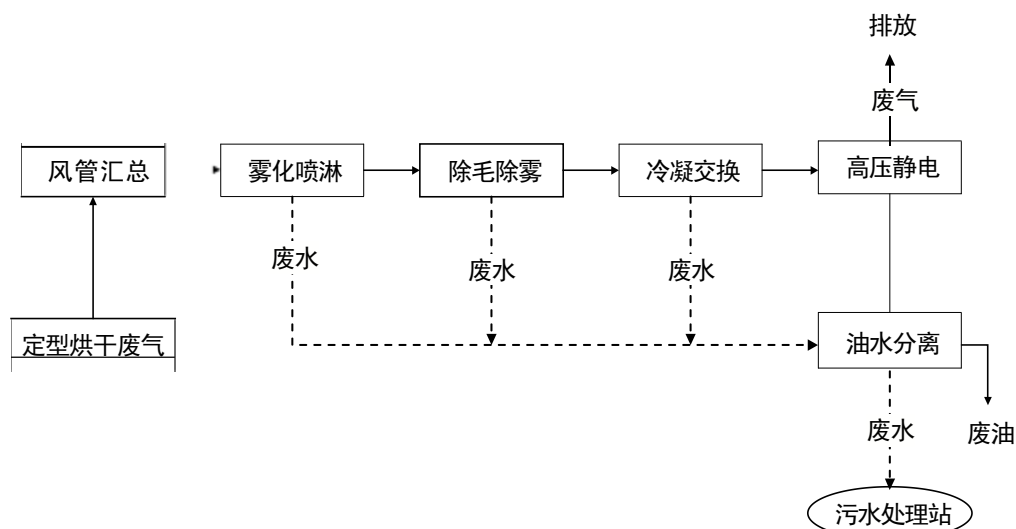 排放
废气
风管汇总
雾化喷淋
除毛除雾
冷凝交换
高压静电
废水
废水
废水
定型烘干废气
油水分离
废水
废油
污水处理站